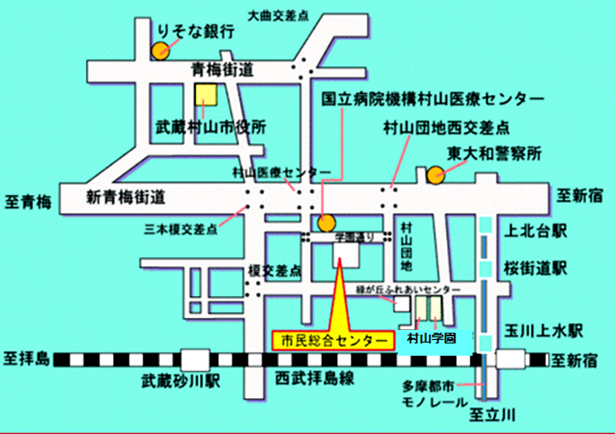 大曲交差点
りそな銀行
青梅街道
国立病院機構村山医療センター
武蔵村山市役所
村山団地西交差点
東大和警察所
村山医療センター
至青梅
新青梅街道
至新宿
三本榎交差点
学園通り
村山団地
上北台駅
榎交差点
桜街道駅
緑が丘ふれあいセンター
市民総合センター
村山学園
玉川上水駅
至拝島
至新宿
武蔵砂川駅
西武拝島線
多摩都市
モノレール
至立川